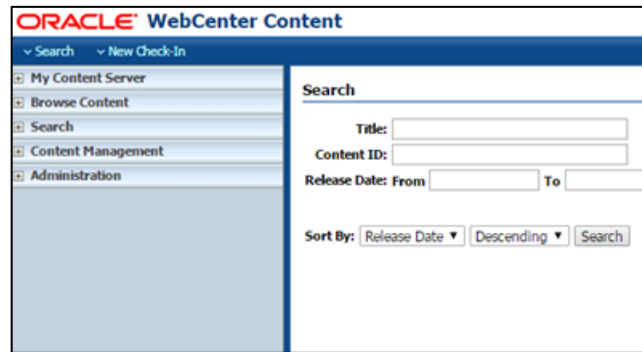 ORACLE WebCenter Content
Search New Check-In
My Content Server
Browse Content
Search
Content Management
Administration
Search
Title:
Content ID:
Release Date: From To
Sort By: Release Date Descending Search